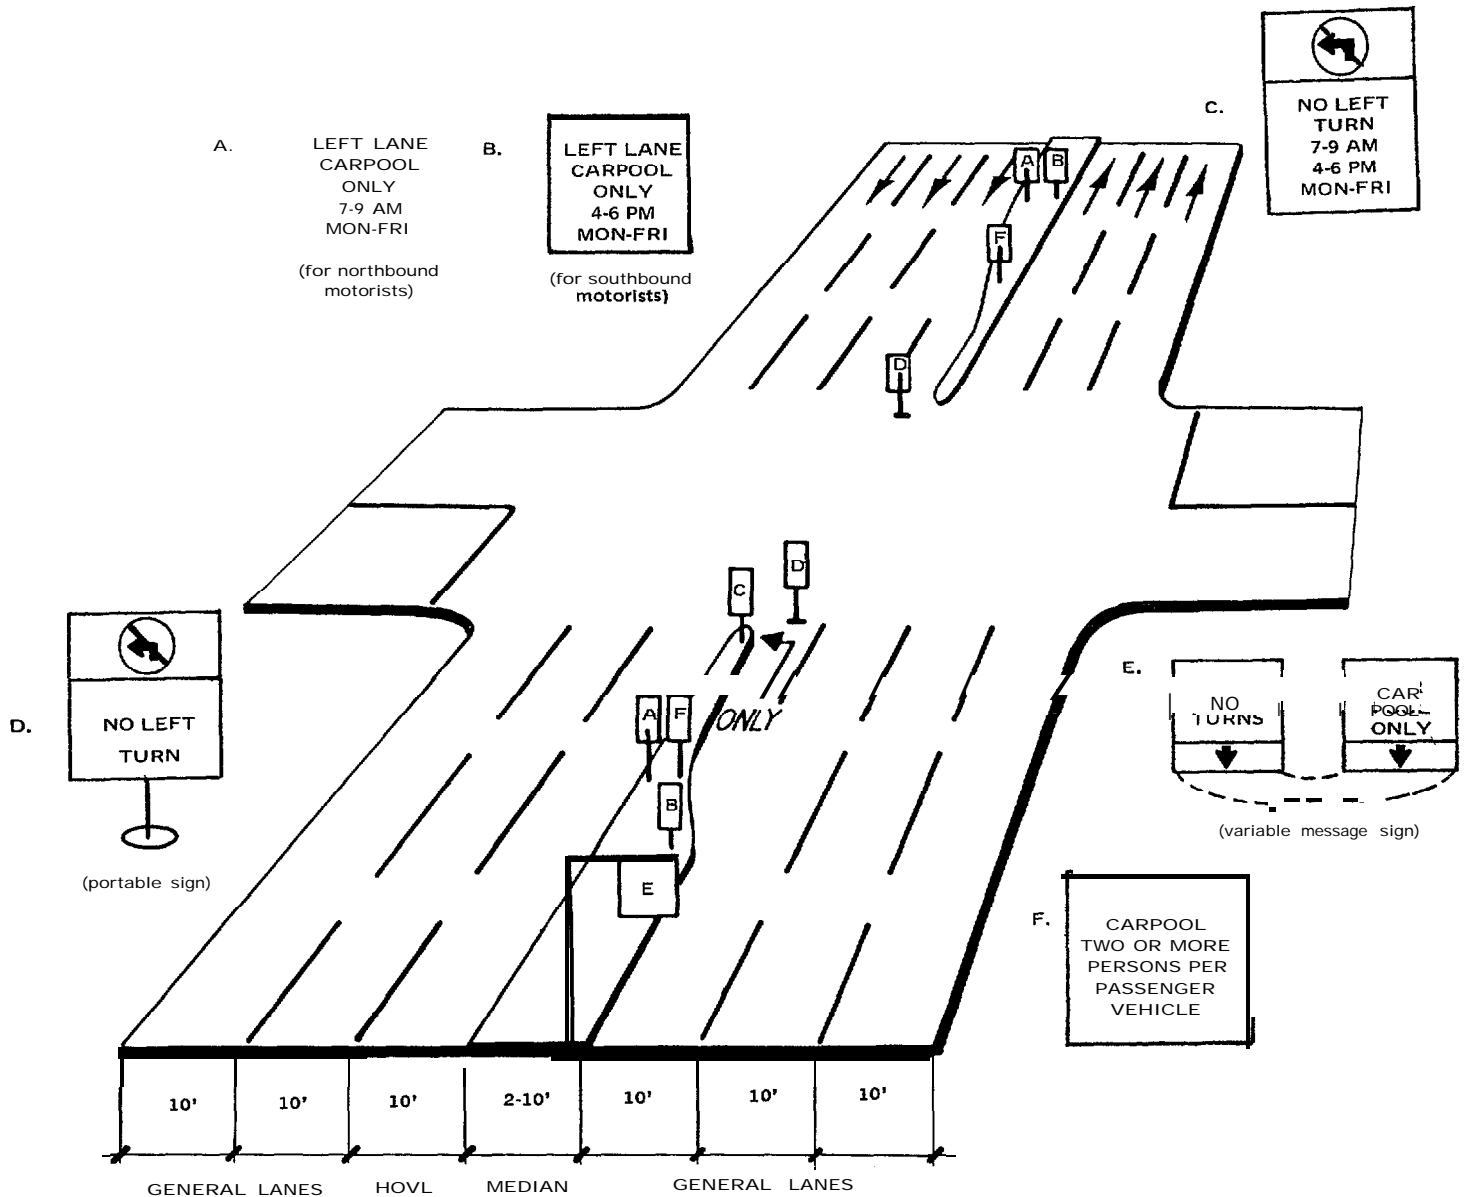 A.
LEFT LANE
CARPOOL
ONLY
7-9 AM
MON-FRI
(for northbound
motorists)
B.
LEFT LANE
CARPOOL
ONLY
4-6 PM
MON-FRI
(for southbound
motorists)
C.
NO LEFT
TURN
7-9 AM
4-6 PM
MON-FRI
A
B
F
D
C
D
ONLY
A
F
B
E
D.
NO LEFT
TURN
(portable sign)
E.
NO
TURNS
CAR
POOL
ONLY
(variable message sign)
F.
CARPOOL
TWO OR MORE
PERSONS PER
PASSENGER
VEHICLE
10' 10' 10' 2-10' 10' 10' 10'
GENERAL LANES HOVL MEDIAN GENERAL LANES